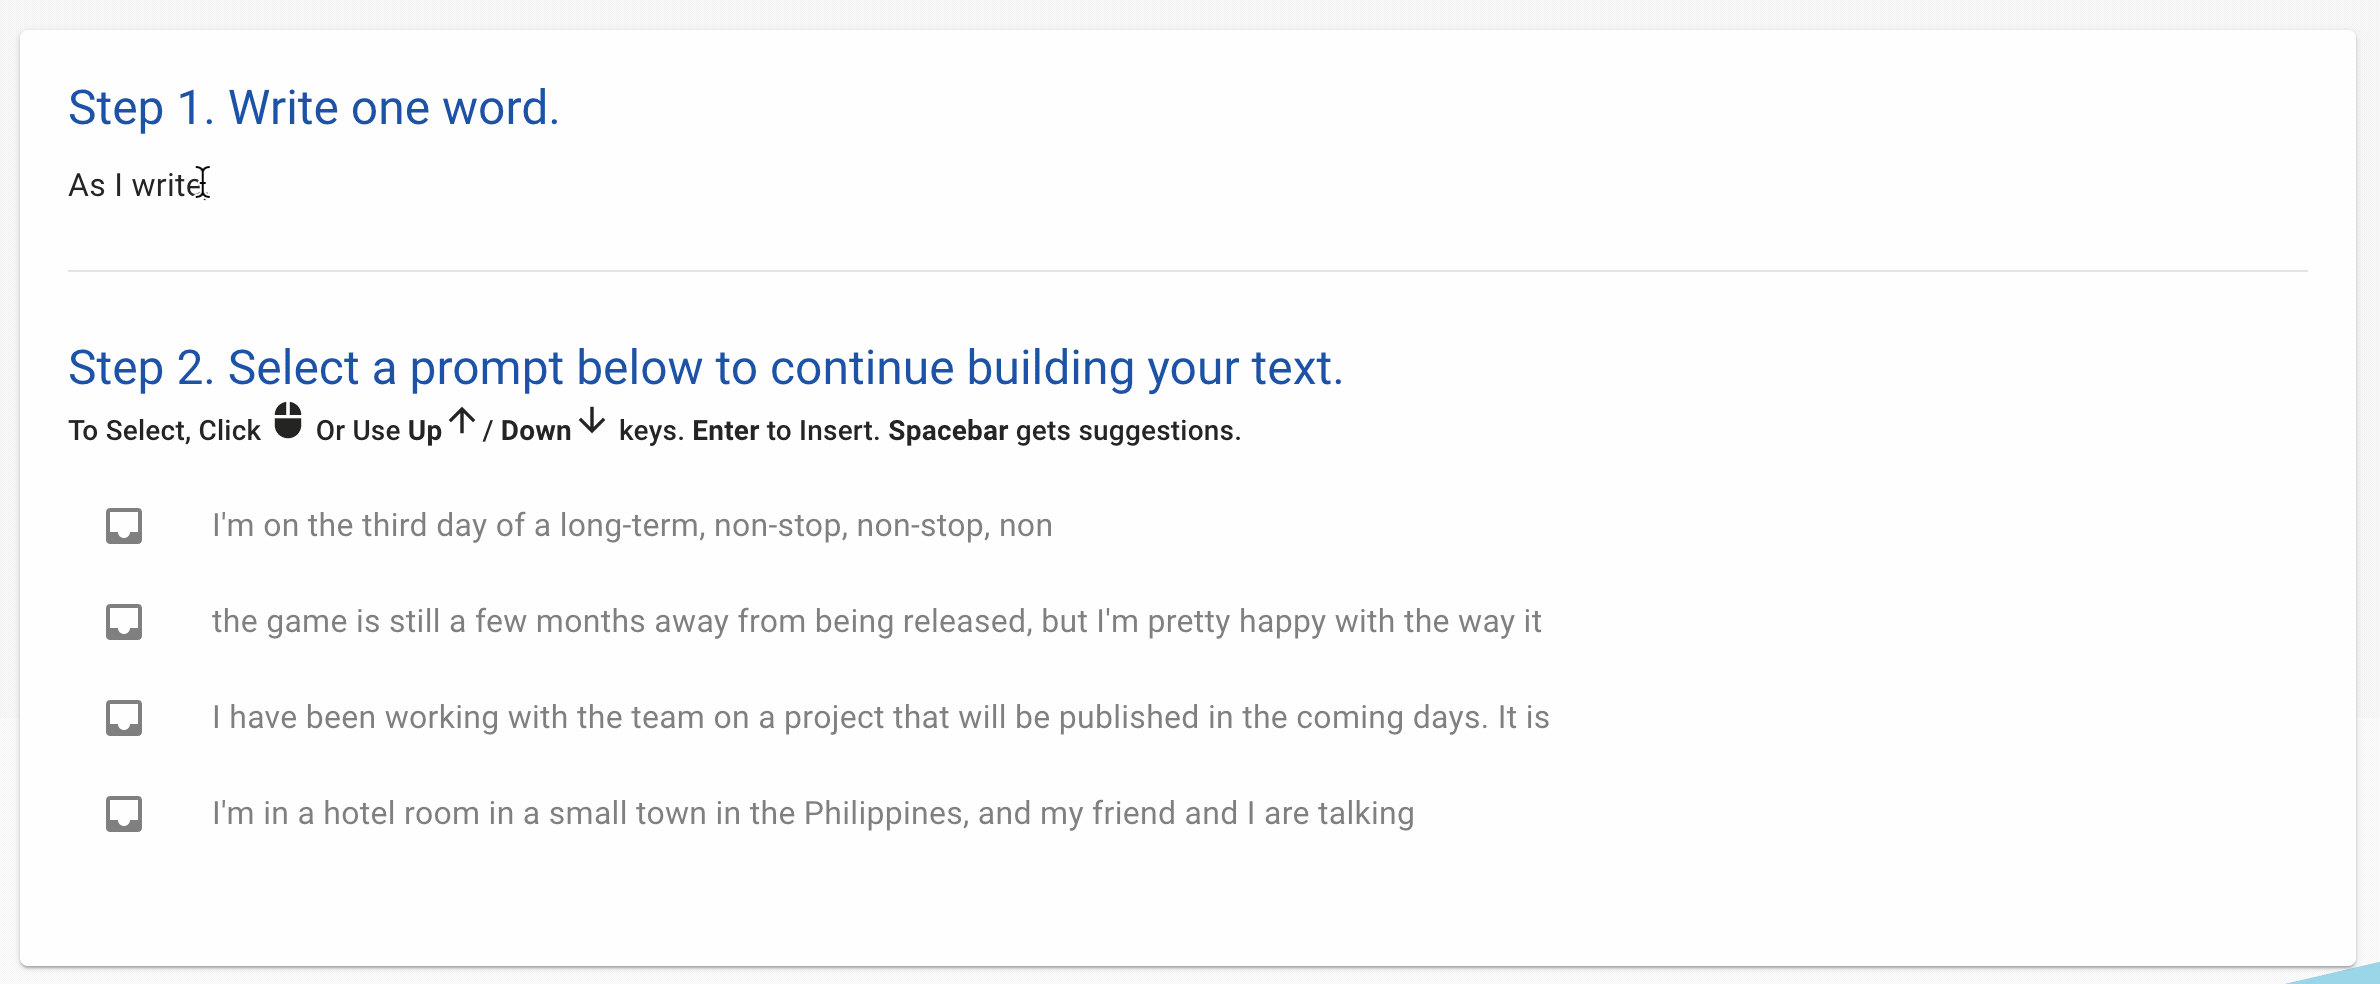 Step 1. Write one word.
As I write
Step 2. Select a prompt below to continue building your text.
To Select, Click Or Use Up / Down keys. Enter to Insert. Spacebar gets suggestions.
I'm on the third day of a long-term, non-stop, non-stop, non
the game is still a few months away from being released, but I'm pretty happy with the way it
I have been working with the team on a project that will be published in the coming days. It is
I'm in a hotel room in a small town in the Philippines, and my friend and I are talking